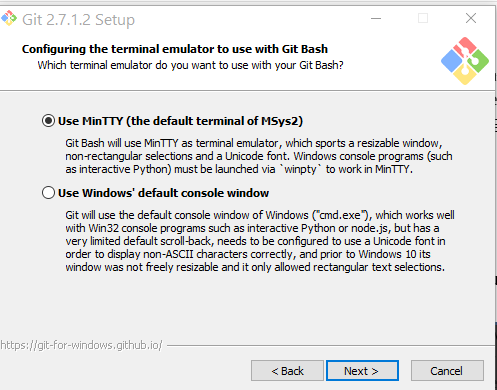 Git 2.7.1.2 Setup
Configuring the terminal emulator to use with Git Bash
Which terminal emulator do you want to use with your Git Bash?
Use MinTTY (the default terminal of MSys2)
Git Bash will use MinTTY as terminal emulator, which sports a resizable window,
non-rectangular selections and a Unicode font. Windows console programs (such
as interactive Python) must be launched via `winpty` to work in MinTTY.
Use Windows' default console window
Git will use the default console window of Windows ("cmd.exe"), which works well
with Win32 console programs such as interactive Python or node.js, but has a
very limited default scroll-back, needs to be configured to use a Unicode font in
order to display non-ASCII characters correctly, and prior to Windows 10 its
window was not freely resizable and it only allowed rectangular text selections.
https://git-for-windows.github.io/
< Back
Next >
Cancel